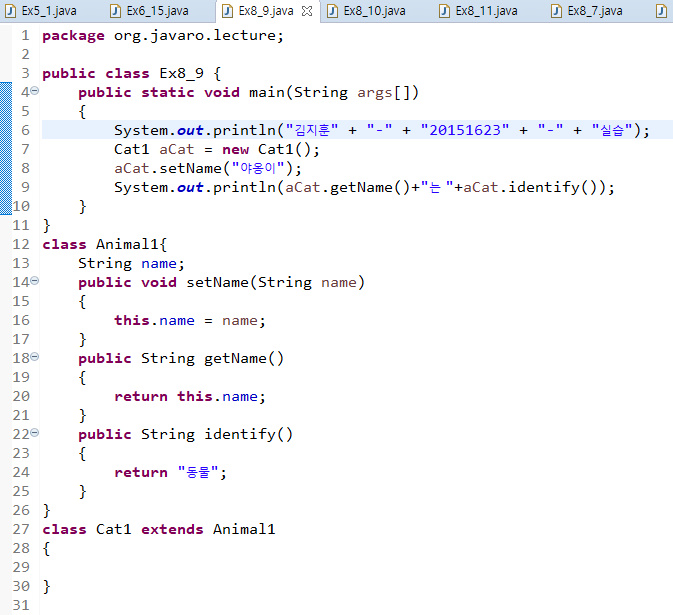 Ex5_1.java Ex6_15.java Ex8_9.java Ex8_10.java Ex8_11.java Ex8_7.java
1 package org.javaro.lecture;
2
3 public class Ex8_9 {
4 public static void main(String args[])
5 {
6 System.out.println("김지훈" + "-" + "20151623" + "-" + "실습");
7 Cat1 aCat = new Cat1();
8 aCat.setName("야옹이");
9 System.out.println(aCat.getName()+"는 "+aCat.identify());
10 }
11 }
12 class Animal1{
13 String name;
14 public void setName(String name)
15 {
16 this.name = name;
17 }
18 public String getName()
19 {
20 return this.name;
21 }
22 public String identify()
23 {
24 return "동물";
25 }
26 }
27 class Cat1 extends Animal1
28 {
29
30 }
31